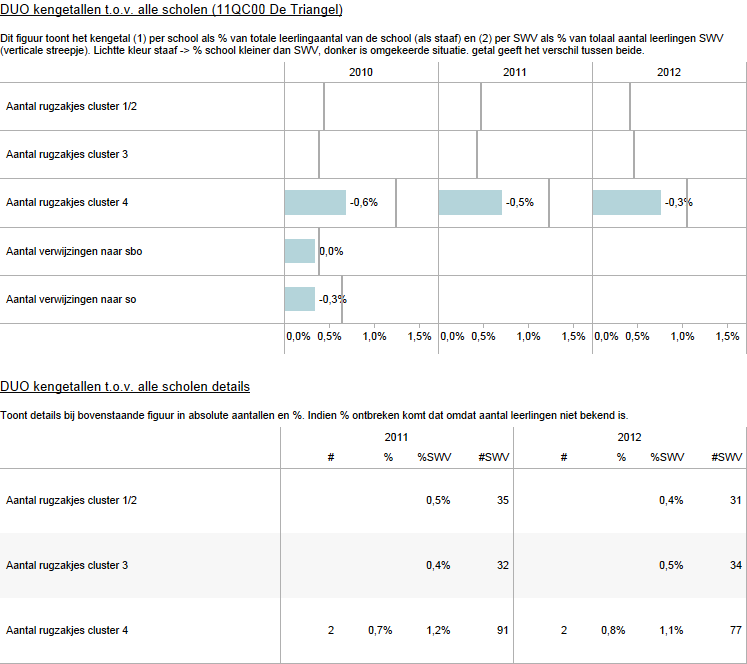 DUO kengetallen t.o.v. alle scholen (11QC00 De Triangel)
Dit figuur toont het kengetal (1) per school als % van totale leerlingaantal van de school (als staaf) en (2) per SWV als % van tolaal aantal leerlingen SWV
(verticale streepje). Lichtte kleur staaf -> % school kleiner dan SWV, donker is omgekeerde situatie. getal geeft het verschil tussen beide.
2010 2011 2012
Aantal rugzakjes cluster 1/2
Aantal rugzakjes cluster 3
Aantal rugzakjes cluster 4 -0,6% -0,5% -0,3%
Aantal verwijzingen naar sbo 0,0%
Aantal verwijzingen naar so -0,3%
0,0% 0,5% 1,0% 1,5% 0,0% 0,5% 1,0% 1,5% 0,0% 0,5% 1,0% 1,5%
DUO kengetallen t.o.v. alle scholen details
Toont details bij bovenstaande figuur in absolute aantallen en %. Indien % ontbreken komt dat omdat aantal leerlingen niet bekend is.
2011 2012
# % %SWV #SWV # % %SWV #SWV
Aantal rugzakjes cluster 1/2 0,5% 35 0,4% 31
Aantal rugzakjes cluster 3 0,4% 32 0,5% 34
Aantal rugzakjes cluster 4 2 0,7% 1,2% 91 2 0,8% 1,1% 77